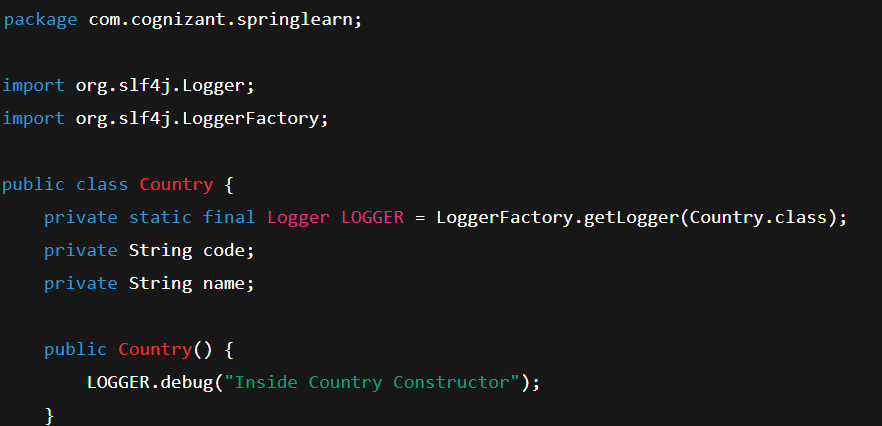 package com.cognizant.springlearn;
import org.slf4j.Logger;
import org.slf4j.LoggerFactory;
public class Country {
    private static final Logger LOGGER = LoggerFactory.getLogger(Country.class);
    private String code;
    private String name;
    public Country() {
        LOGGER.debug("Inside Country Constructor");
    }